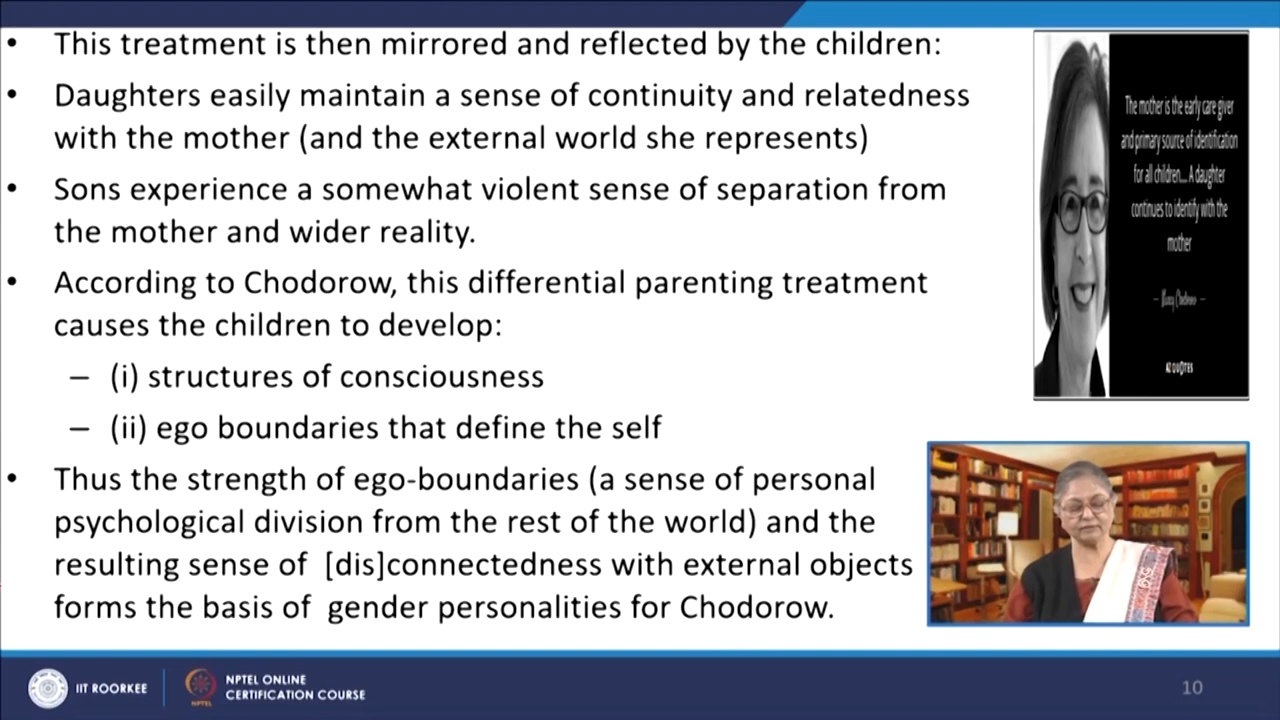 • This treatment is then mirrored and reflected by the children:
• Daughters easily maintain a sense of continuity and relatedness
with the mother (and the external world she represents)
• Sons experience a somewhat violent sense of separation from
the mother and wider reality.
• According to Chodorow, this differential parenting treatment
causes the children to develop:
– (i) structures of consciousness
– (ii) ego boundaries that define the self
• Thus the strength of ego-boundaries (a sense of personal
psychological division from the rest of the world) and the
resulting sense of [dis]connectedness with external objects
forms the basis of gender personalities for Chodorow.
The mother is the early care giver
and primary source of identification
for all children.... A daughter
continues to identify with the
mother
— Nancy Chodorow —
AZ QUOTES
IIT ROORKEE
NPTEL
NPTEL ONLINE
CERTIFICATION COURSE
10